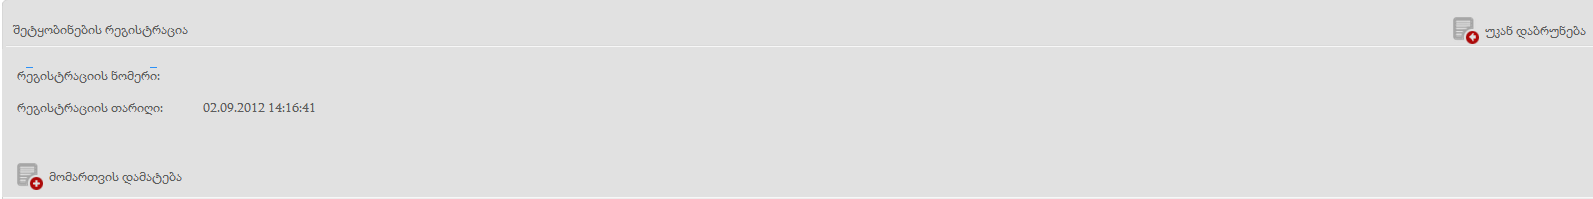 შეტყობინების რეგისტრაცია
უკან დაბრუნება
რეგისტრაციის ნომერი:
რეგისტრაციის თარიღი: 02.09.2012 14:16:41
მომართვის დამატება